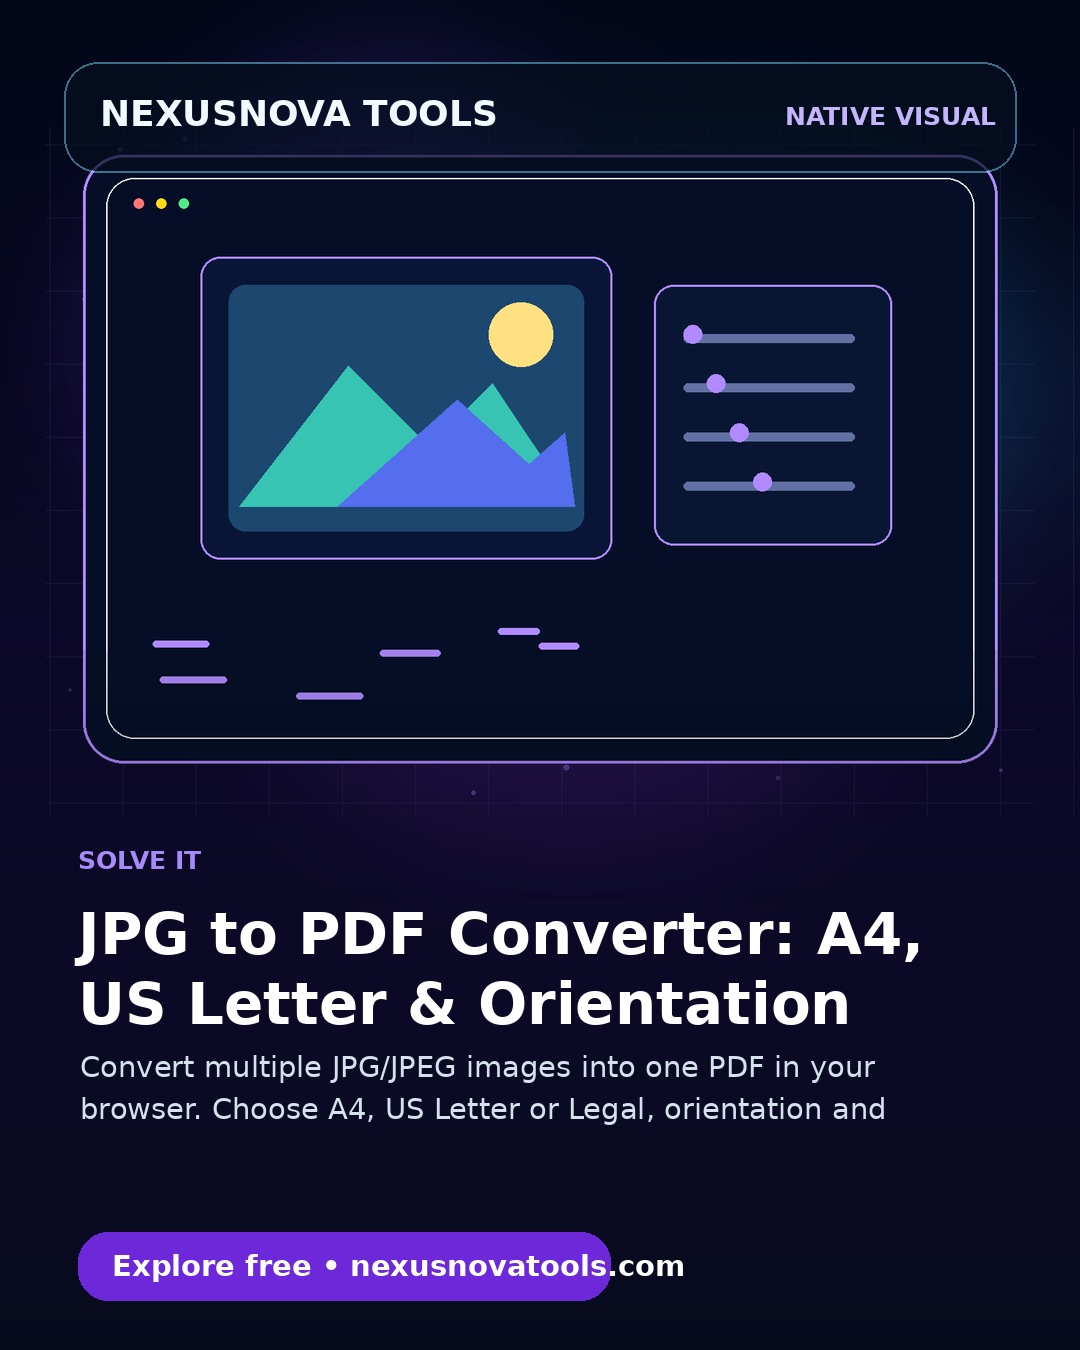 NEXUSNOVA TOOLS
NATIVE VISUAL
SOLVE IT
JPG to PDF Converter: A4,
US Letter & Orientation
Convert multiple JPG/JPEG images into one PDF in your
browser. Choose A4, US Letter or Legal, orientation and
Explore free • nexusnovatools.com